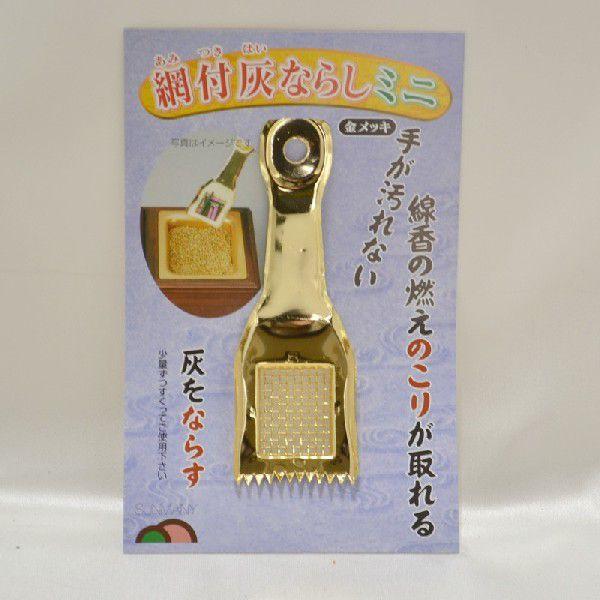 あみ つき はい
網付灰ならしミニ
金メッキ
写真はイメージです
手が汚れない
線香の燃えのこりが取れる
灰をならす
少量ずつすくってご使用下さい
SUNMANY